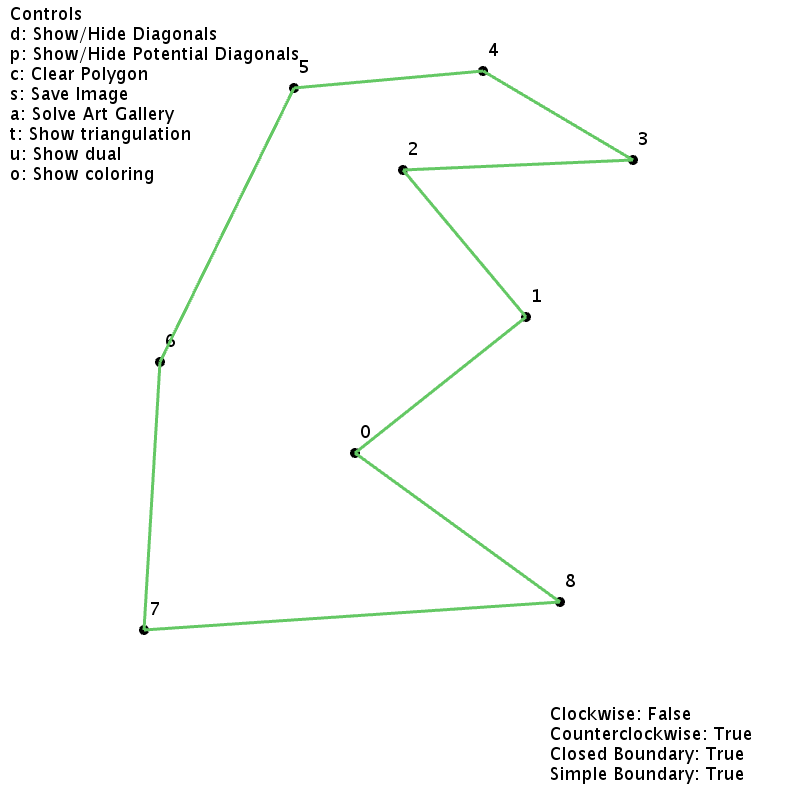 Controls
d: Show/Hide Diagonals
p: Show/Hide Potential Diagonals
c: Clear Polygon
s: Save Image
a: Solve Art Gallery
t: Show triangulation
u: Show dual
o: Show coloring
4
5
3
2
1
6
0
8
7
Clockwise: False
Counterclockwise: True
Closed Boundary: True
Simple Boundary: True